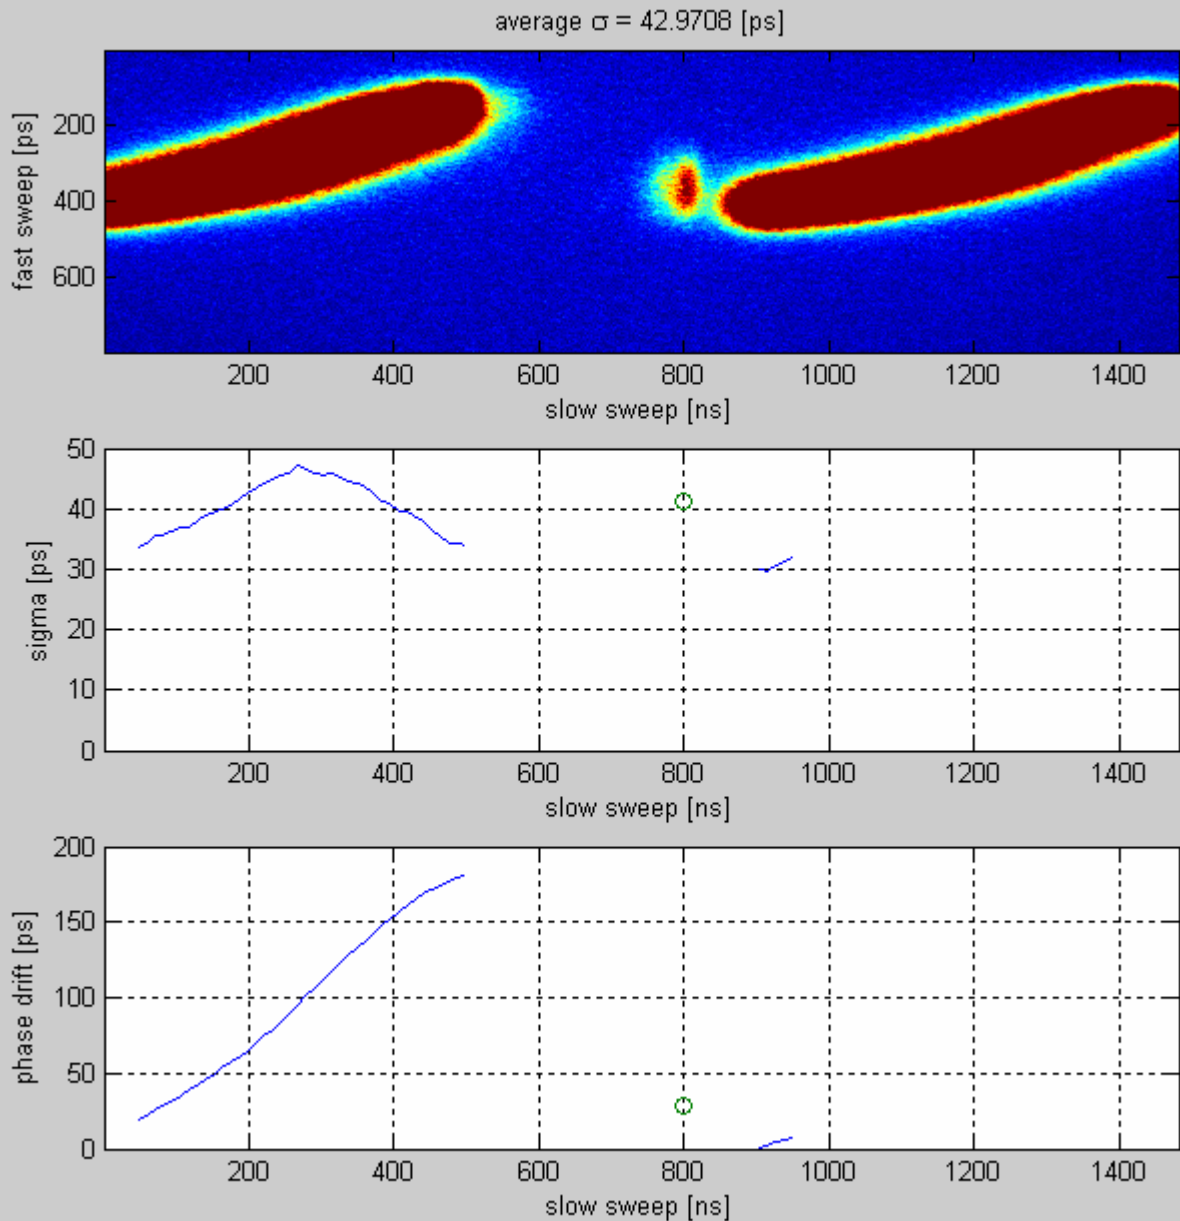 average σ = 42.9708 [ps]
fast sweep [ps]
200
400
600
200 400 600 800 1000 1200 1400
slow sweep [ns]
sigma [ps]
50
40
30
20
10
0
200 400 600 800 1000 1200 1400
slow sweep [ns]
phase drift [ps]
200
150
100
50
0
200 400 600 800 1000 1200 1400
slow sweep [ns]